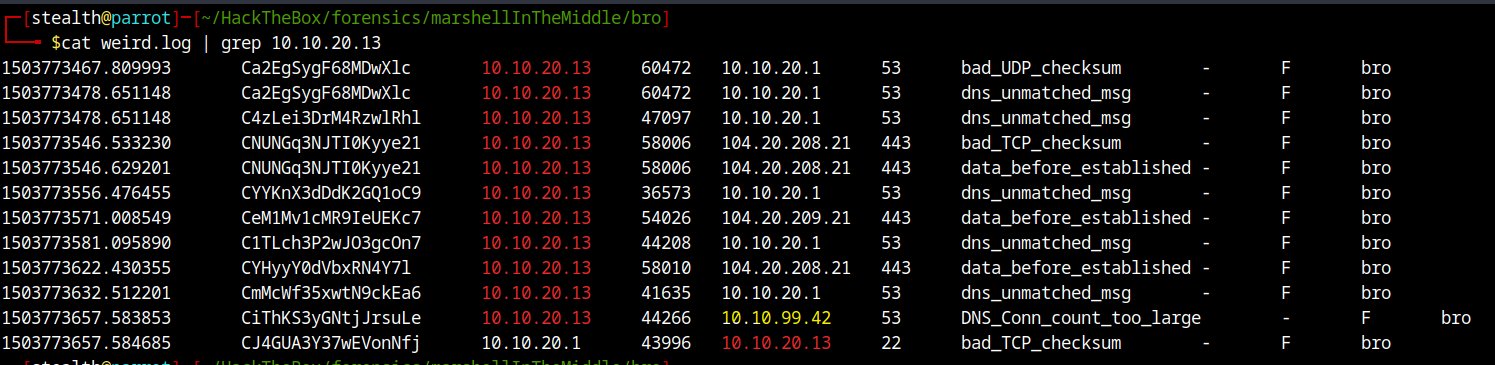 ┌─[stealth@parrot]─[~/HackTheBox/forensics/marshellInTheMiddle/bro]
└──╼ $cat weird.log | grep 10.10.20.13
1503773467.809993 Ca2EgSygF68MDwXlc 10.10.20.13 60472 10.10.20.1 53 bad_UDP_checksum - F bro
1503773478.651148 Ca2EgSygF68MDwXlc 10.10.20.13 60472 10.10.20.1 53 dns_unmatched_msg - F bro
1503773478.651148 C4zLei3DrM4RzwlRhl 10.10.20.13 47097 10.10.20.1 53 dns_unmatched_msg - F bro
1503773546.533230 CNUNGq3NJTI0Kyye21 10.10.20.13 58006 104.20.208.21 443 bad_TCP_checksum - F bro
1503773546.629201 CNUNGq3NJTI0Kyye21 10.10.20.13 58006 104.20.208.21 443 data_before_established - F bro
1503773556.476455 CYYKnX3dDdK2GQ1oC9 10.10.20.13 36573 10.10.20.1 53 dns_unmatched_msg - F bro
1503773571.008549 CeM1Mv1cMR9IeUEKc7 10.10.20.13 54026 104.20.209.21 443 data_before_established - F bro
1503773581.095890 C1TLch3P2wJO3gcOn7 10.10.20.13 44208 10.10.20.1 53 dns_unmatched_msg - F bro
1503773622.430355 CYHyyY0dVbxRN4Y7l 10.10.20.13 58010 104.20.208.21 443 data_before_established - F bro
1503773632.512201 CmMcWf35xwtN9ckEa6 10.10.20.13 41635 10.10.20.1 53 dns_unmatched_msg - F bro
1503773657.583853 CiThKS3yGNtjJrsuLe 10.10.20.13 44266 10.10.99.42 53 DNS_Conn_count_too_large - F bro
1503773657.584685 CJ4GUA3Y37wEVonNfj 10.10.20.1 43996 10.10.20.13 22 bad_TCP_checksum - F bro
┌─[stealth@parrot]─[~/HackTheBox/forensics/marshellInTheMiddle/bro]